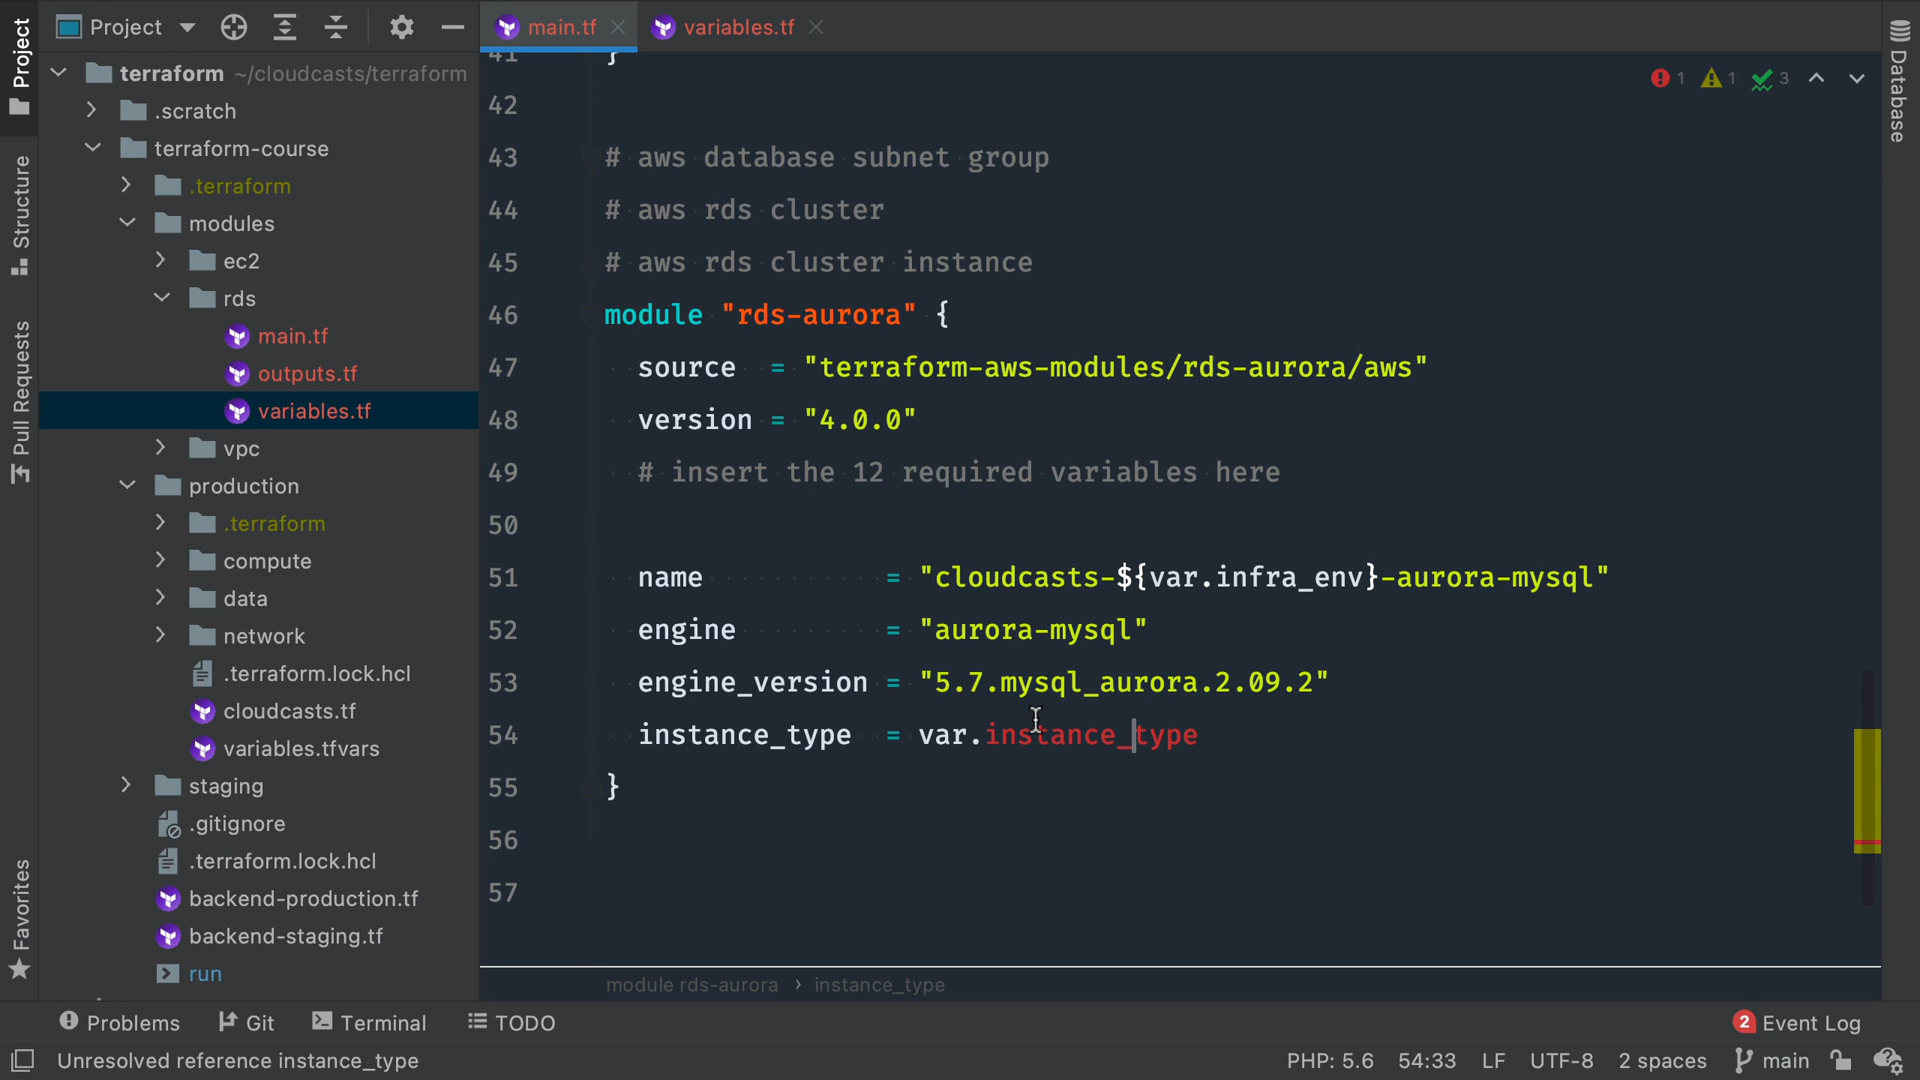 Project
Structure
Pull Requests
Favorites
Project
terraform ~/cloudcasts/terraform
.scratch
terraform-course
.terraform
modules
ec2
rds
main.tf
outputs.tf
variables.tf
vpc
production
.terraform
compute
data
network
.terraform.lock.hcl
cloudcasts.tf
variables.tfvars
staging
.gitignore
.terraform.lock.hcl
backend-production.tf
backend-staging.tf
run
main.tf
variables.tf
1 1 3
41 }
42
43 # aws database subnet group
44 # aws rds cluster
45 # aws rds cluster instance
46 module "rds-aurora" {
47 source = "terraform-aws-modules/rds-aurora/aws"
48 version = "4.0.0"
49 # insert the 12 required variables here
50
51 name = "cloudcasts-${var.infra_env}-aurora-mysql"
52 engine = "aurora-mysql"
53 engine_version = "5.7.mysql_aurora.2.09.2"
54 instance_type = var.instance_type
55 }
56
57
module rds-aurora › instance_type
Database
Problems Git Terminal TODO
2 Event Log
Unresolved reference instance_type
PHP: 5.6 54:33 LF UTF-8 2 spaces main